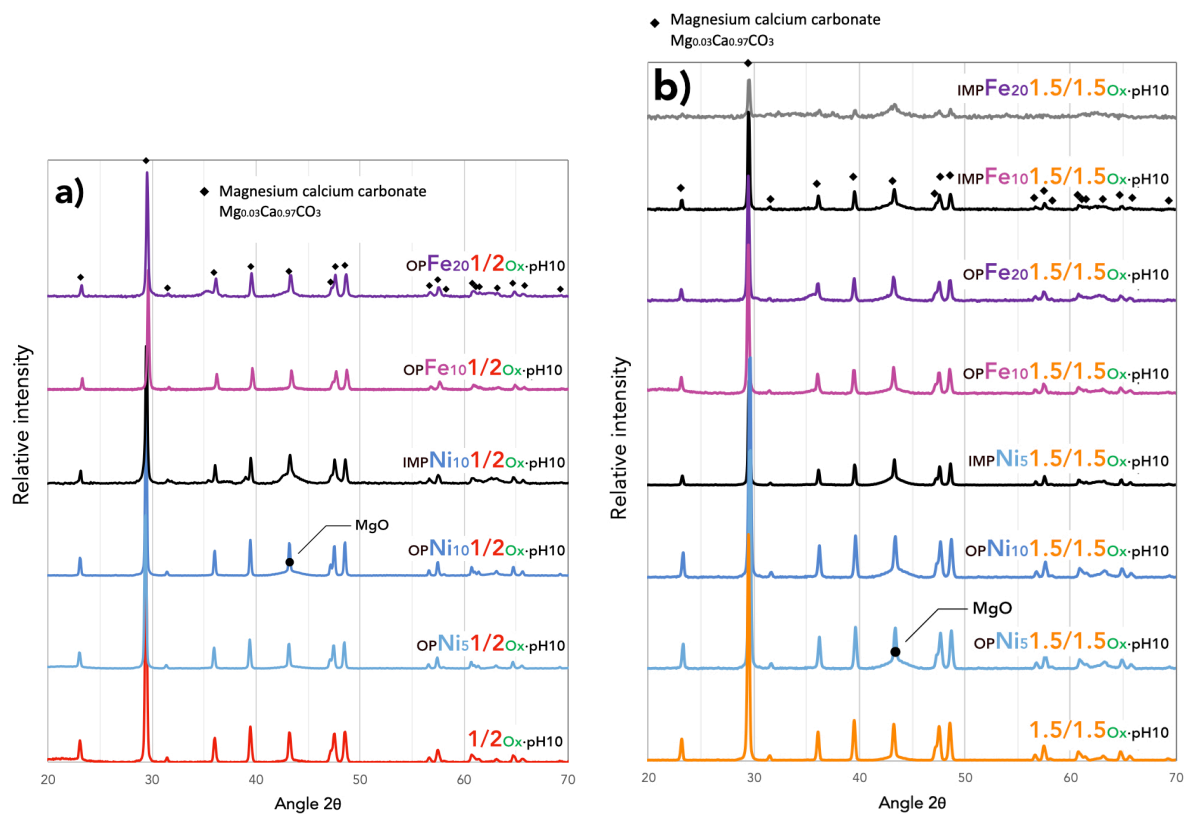 a)
Magnesium calcium carbonate
Mg0.03Ca0.97CO3
OPFe201/2Ox·pH10
OPFe101/2Ox·pH10
IMPNi101/2Ox·pH10
MgO
OPNi101/2Ox·pH10
OPNi51/2Ox·pH10
1/2Ox·pH10
Relative intensity
20 30 40 50 60 70
Angle 2θ
Magnesium calcium carbonate
Mg0.03Ca0.97CO3
b)
IMPFe201.5/1.5Ox·pH10
IMPFe101.5/1.5Ox·pH10
OPFe201.5/1.5Ox·pH10
OPFe101.5/1.5Ox·pH10
IMPNi51.5/1.5Ox·pH10
OPNi101.5/1.5Ox·pH10
MgO
OPNi51.5/1.5Ox·pH10
1.5/1.5Ox·pH10
Relative intensity
20 30 40 50 60 70
Angle 2θ